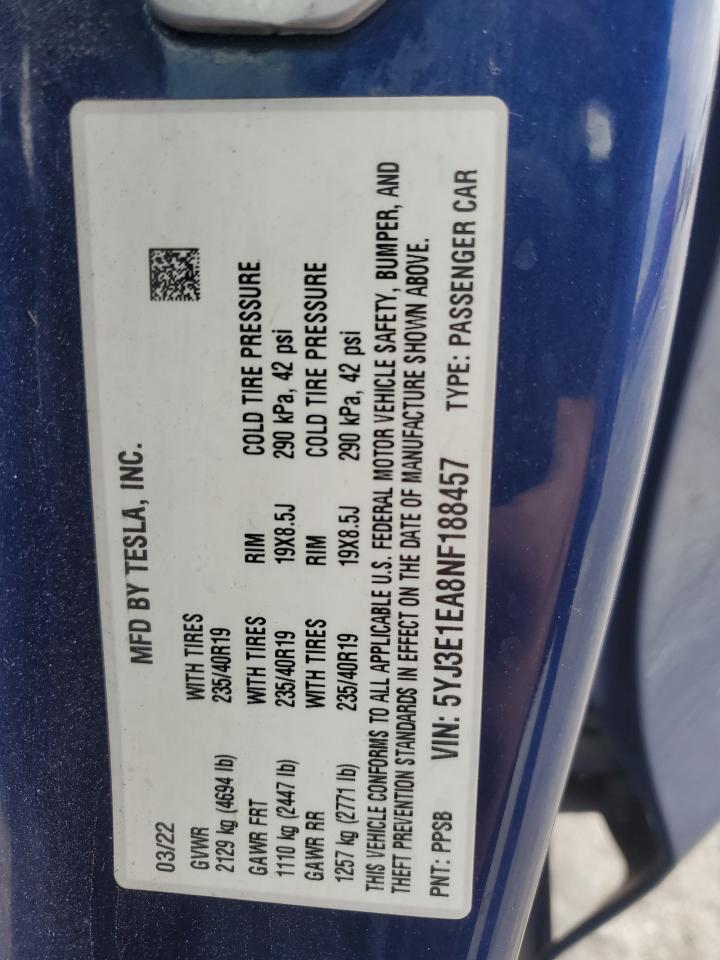 MFD BY TESLA, INC.
03/22
GVWR WITH TIRES
2129 kg (4694 lb) 235/40R19
GAWR FRT WITH TIRES RIM COLD TIRE PRESSURE
1110 kg (2447 lb) 235/40R19 19X8.5J 290 kPa, 42 psi
GAWR RR WITH TIRES RIM COLD TIRE PRESSURE
1257 kg (2771 lb) 235/40R19 19X8.5J 290 kPa, 42 psi
THIS VEHICLE CONFORMS TO ALL APPLICABLE U.S. FEDERAL MOTOR VEHICLE SAFETY, BUMPER, AND
THEFT PREVENTION STANDARDS IN EFFECT ON THE DATE OF MANUFACTURE SHOWN ABOVE.
PNT: PPSB VIN: 5YJ3E1EA8NF188457 TYPE: PASSENGER CAR